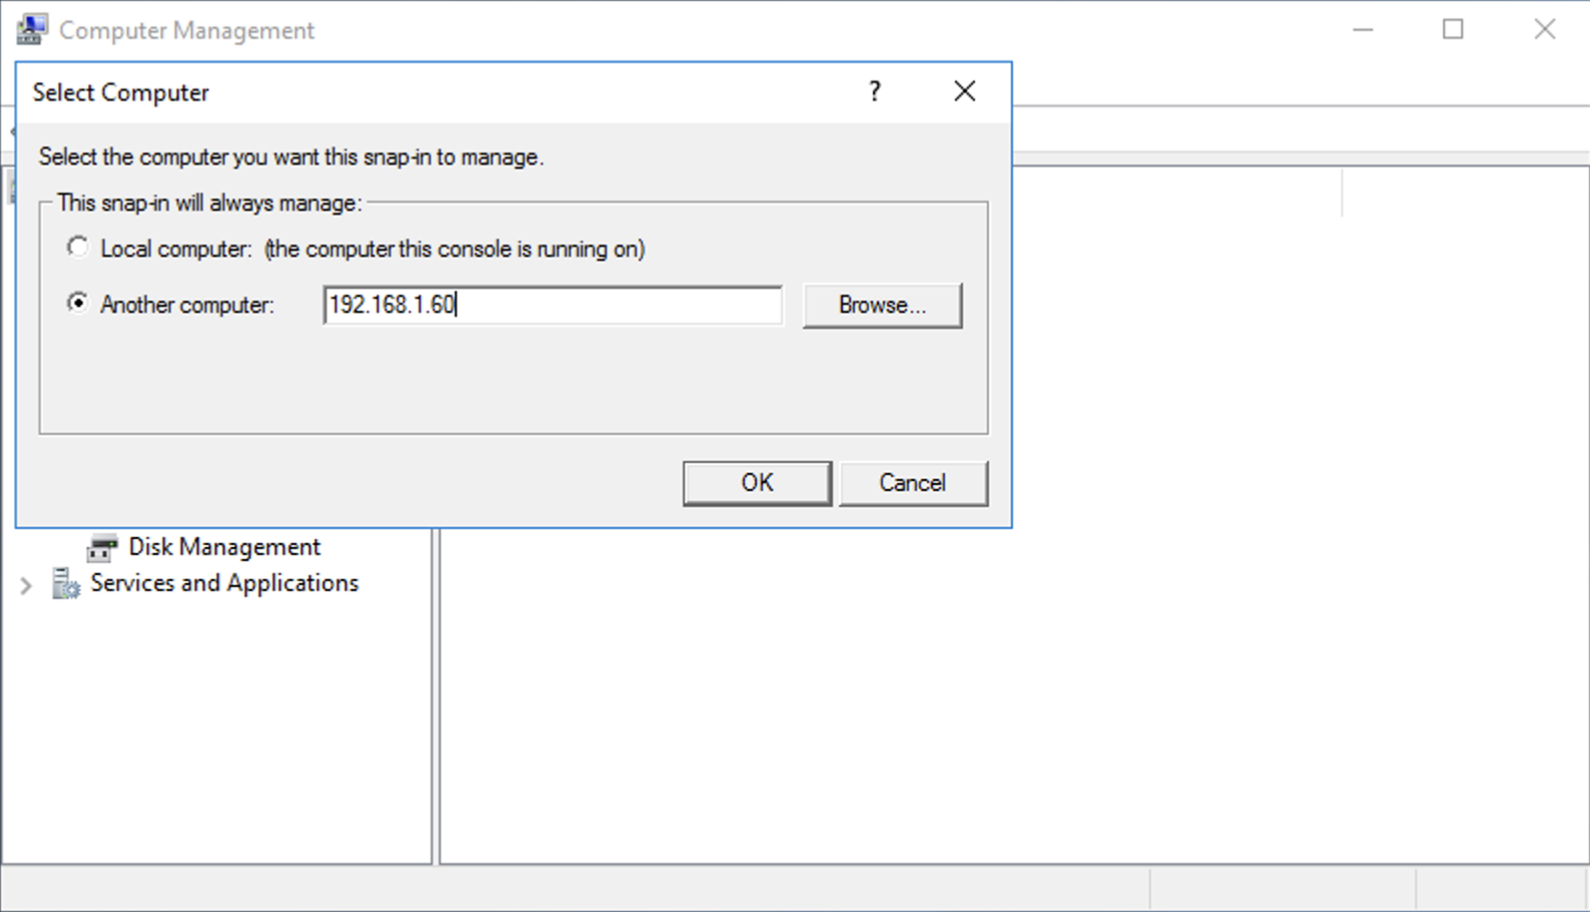 Computer Management
Select Computer
?
Select the computer you want this snap-in to manage.
This snap-in will always manage:
Local computer: (the computer this console is running on)
Another computer: 192.168.1.60 Browse...
OK Cancel
Disk Management
Services and Applications